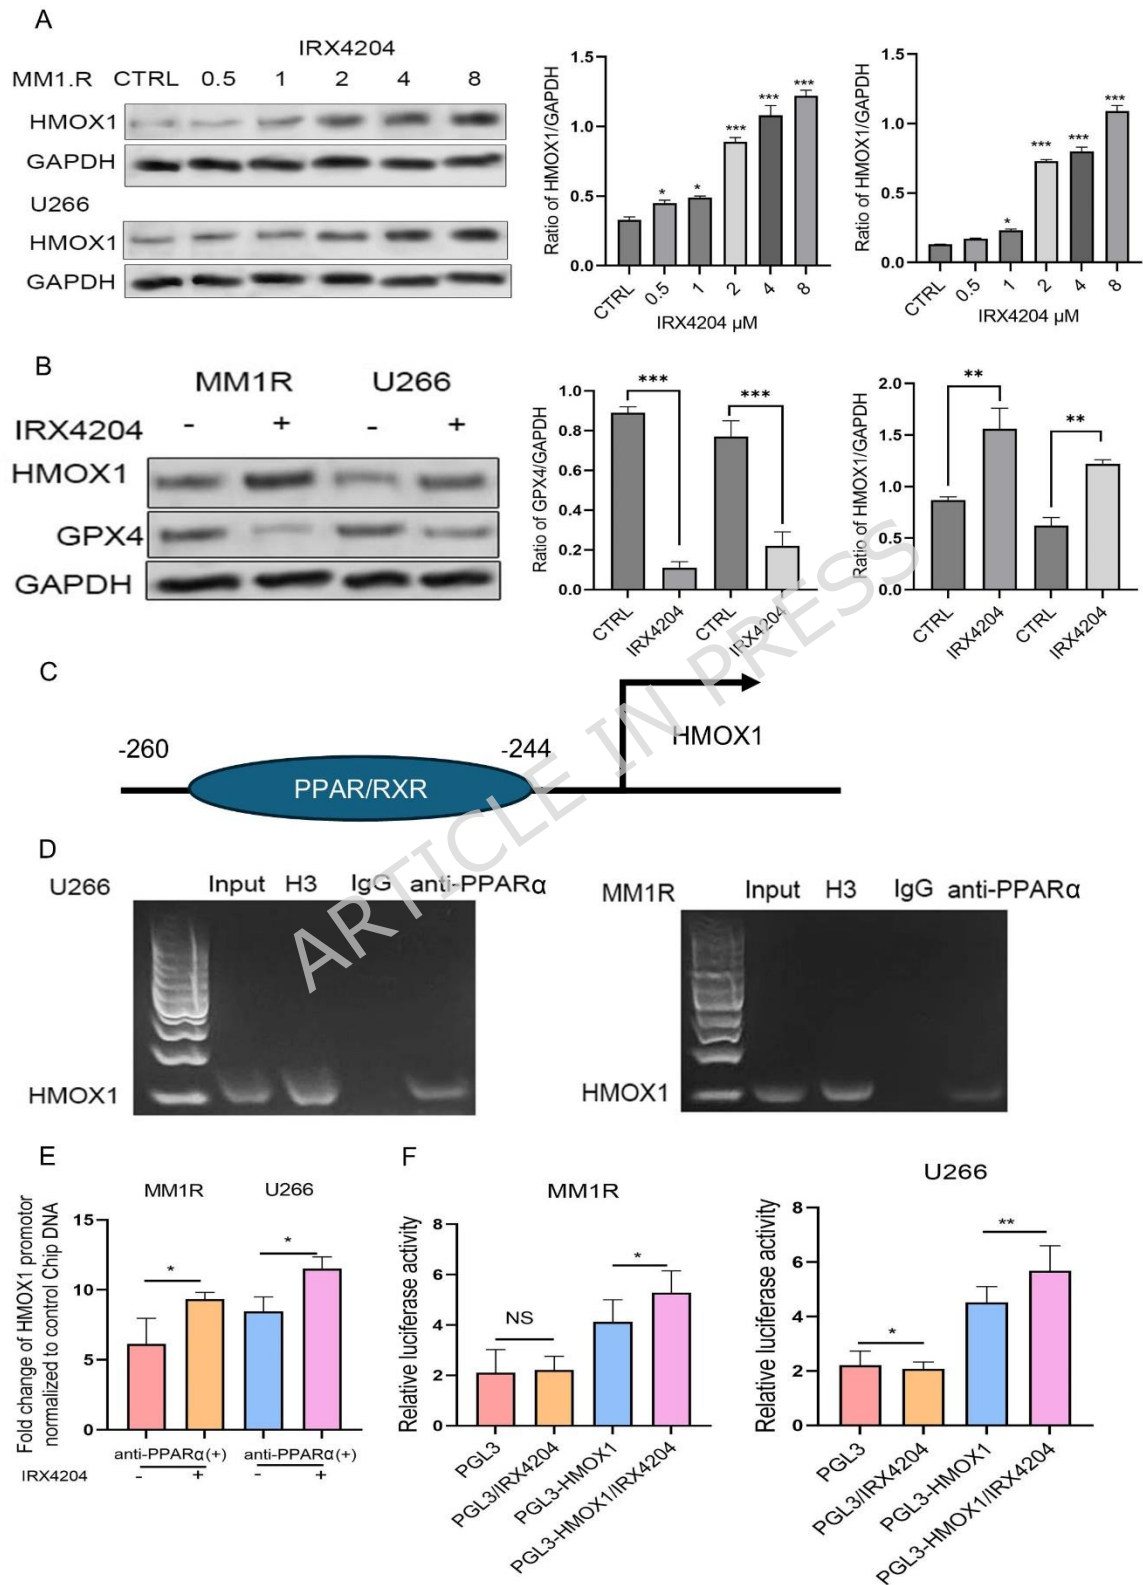 A
IRX4204
MM1.R CTRL 0.5 1 2 4 8
HMOX1
GAPDH
U266
HMOX1
GAPDH
Ratio of HMOX1/GAPDH
1.5
1.0
0.5
0.0
* * *** *** ***
CTRL 0.5 1 2 4 8
IRX4204 µM
Ratio of HMOX1/GAPDH
1.5
1.0
0.5
0.0
* *** *** ***
CTRL 0.5 1 2 4 8
IRX4204 µM
B
MM1R U266
IRX4204 - + - +
HMOX1
GPX4
GAPDH
Ratio of GPX4/GAPDH
1.0
0.8
0.6
0.4
0.2
0.0
*** ***
CTRL IRX4204 CTRL IRX4204
Ratio of HMOX1/GAPDH
2.0
1.5
1.0
0.5
0.0
** **
CTRL IRX4204 CTRL IRX4204
C
-260 -244
PPAR/RXR
HMOX1
ARTICLE IN PRESS
D
U266 Input H3 IgG anti-PPARα
HMOX1
MM1R Input H3 IgG anti-PPARα
HMOX1
E
MM1R U266
Fold change of HMOX1 promotor
normalized to control Chip DNA
15
10
5
0
* *
anti-PPARα(+) anti-PPARα(+)
IRX4204 - + - +
F
MM1R
Relative luciferase activity
8
6
4
2
0
NS *
PGL3 PGL3/IRX4204 PGL3-HMOX1 PGL3-HMOX1/IRX4204
U266
Relative luciferase activity
8
6
4
2
0
* **
PGL3 PGL3/IRX4204 PGL3-HMOX1 PGL3-HMOX1/IRX4204